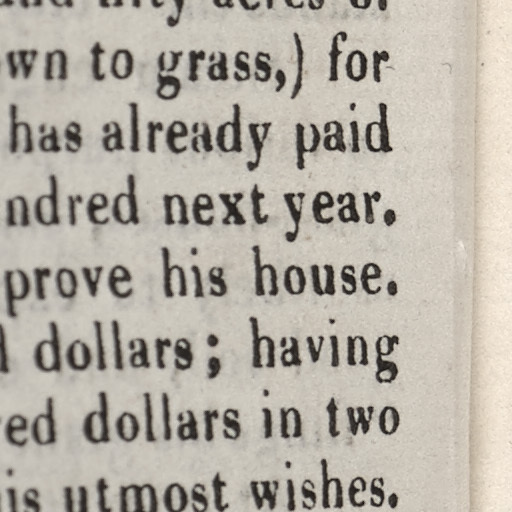 and fifty acres of
wn to grass,) for
has already paid
ndred next year.
prove his house.
dollars; having
ed dollars in two
is utmost wishes.